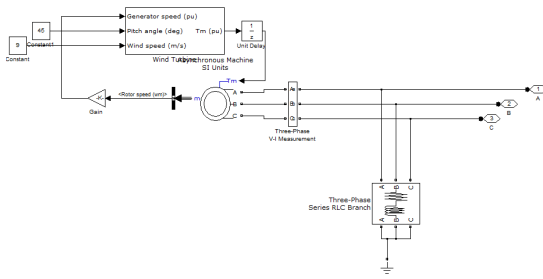 Generator speed (pu)
Pitch angle (deg)
Tm (pu)
Wind speed (m/s)
Wind Turbine
45
Constant1
9
Constant
1
z
Unit Delay
Asynchronous Machine
SI Units
Tm
m
A
B
C
<Rotor speed (wm)>
-K-
Gain
Aa
Bb
Cc
Three-Phase
V-I Measurement
1
A
2
B
3
C
A
B
C
Three-Phase
Series RLC Branch
A
B
C